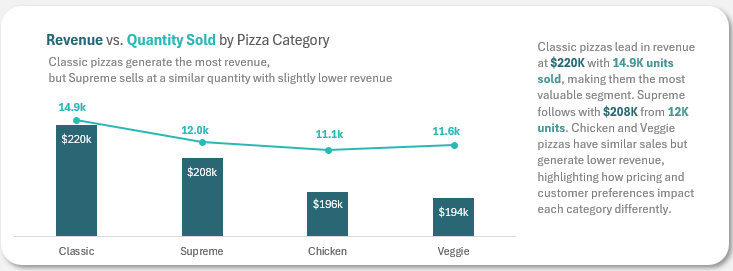 Revenue vs. Quantity Sold by Pizza Category
Classic pizzas generate the most revenue,
but Supreme sells at a similar quantity with slightly lower revenue
14.9k
12.0k
11.1k
11.6k
$220k
$208k
$196k
$194k
Classic
Supreme
Chicken
Veggie
Classic pizzas lead in revenue
at $220K with 14.9K units
sold, making them the most
valuable segment. Supreme
follows with $208K from 12K
units. Chicken and Veggie
pizzas have similar sales but
generate lower revenue,
highlighting how pricing and
customer preferences impact
each category differently.